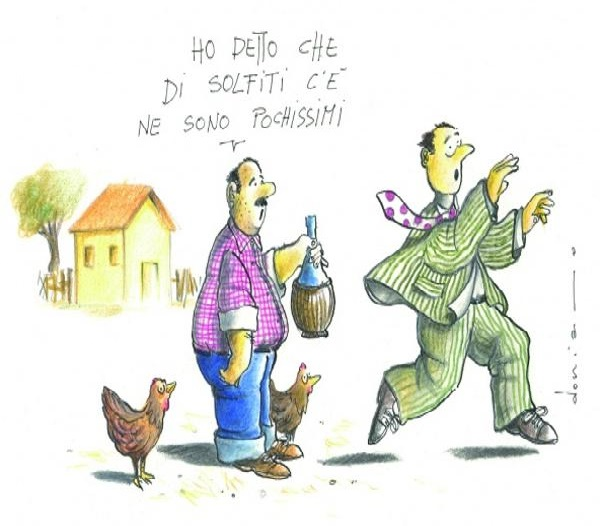 HO DETTO CHE
DI SOLFITI C'È
NE SONO POCHISSIMI